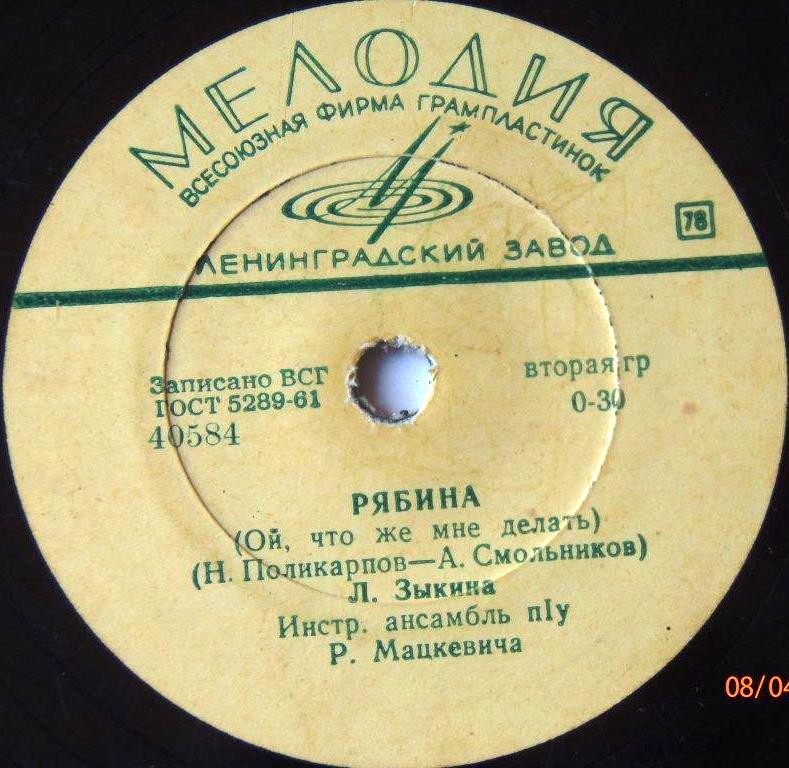 МЕЛОДИЯ
ВСЕСОЮЗНАЯ ФИРМА ГРАМПЛАСТИНОК
78
ЛЕНИНГРАДСКИЙ ЗАВОД
Записано ВСГ
ГОСТ 5289-61
40584
вторая гр
0-30
РЯБИНА
(Ой, что же мне делать)
(Н. Поликарпов—А. Смольников)
Л. Зыкина
Инстр. ансамбль пIу
Р. Мацкевича
08/04